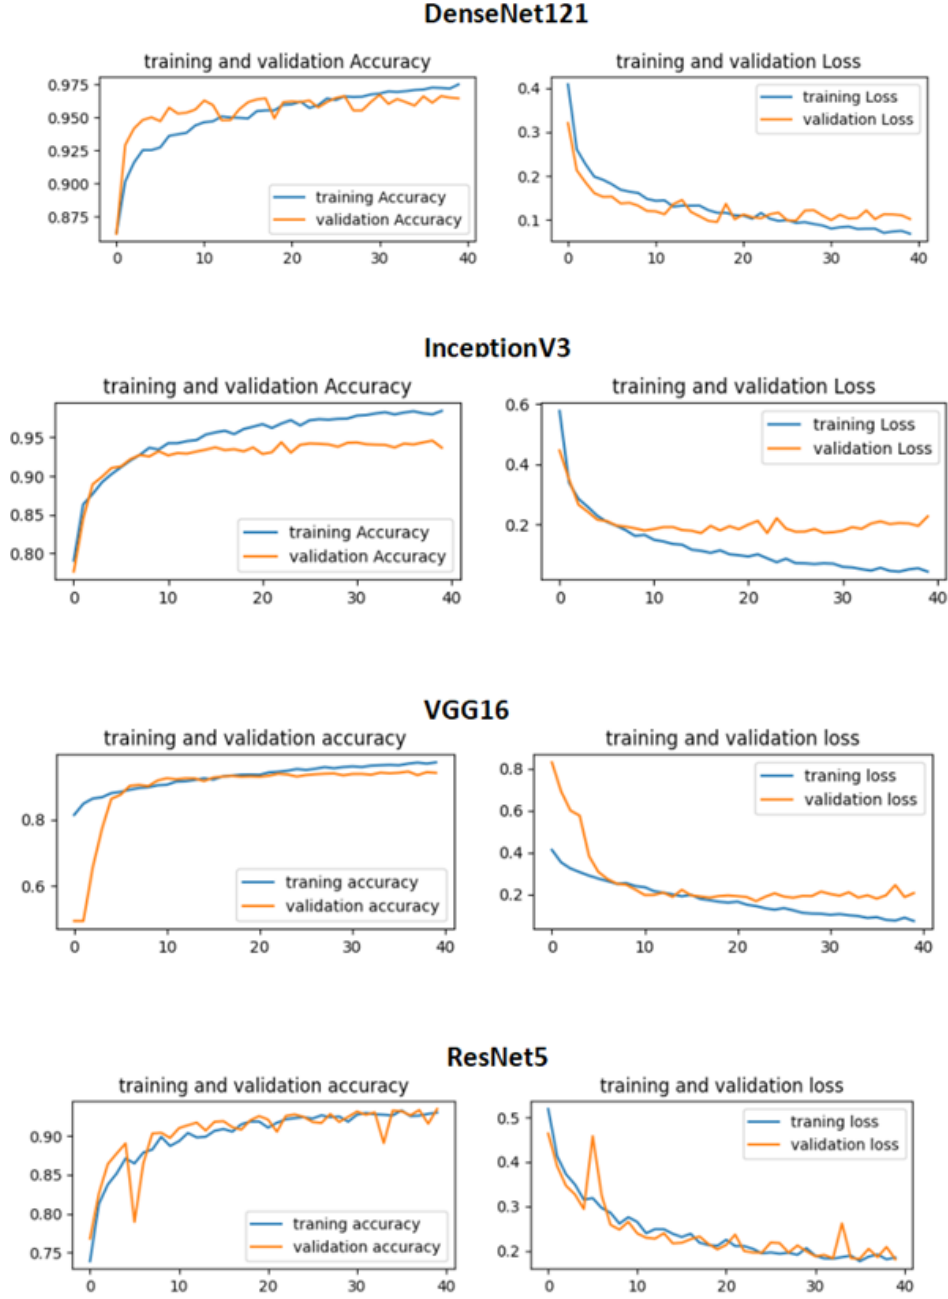 DenseNet121
training and validation Accuracy
training and validation Loss
0.975
0.950
0.925
0.900
0.875
training Accuracy
validation Accuracy
0 10 20 30 40
0.4
0.3
0.2
0.1
training Loss
validation Loss
0 10 20 30 40
InceptionV3
training and validation Accuracy
training and validation Loss
0.95
0.90
0.85
0.80
training Accuracy
validation Accuracy
0 10 20 30 40
0.6
0.4
0.2
training Loss
validation Loss
0 10 20 30 40
VGG16
training and validation accuracy
training and validation loss
0.8
0.6
traning accuracy
validation accuracy
0 10 20 30 40
0.8
0.6
0.4
0.2
traning loss
validation loss
0 10 20 30 40
ResNet5
training and validation accuracy
training and validation loss
0.90
0.85
0.80
0.75
traning accuracy
validation accuracy
0 10 20 30 40
0.5
0.4
0.3
0.2
traning loss
validation loss
0 10 20 30 40